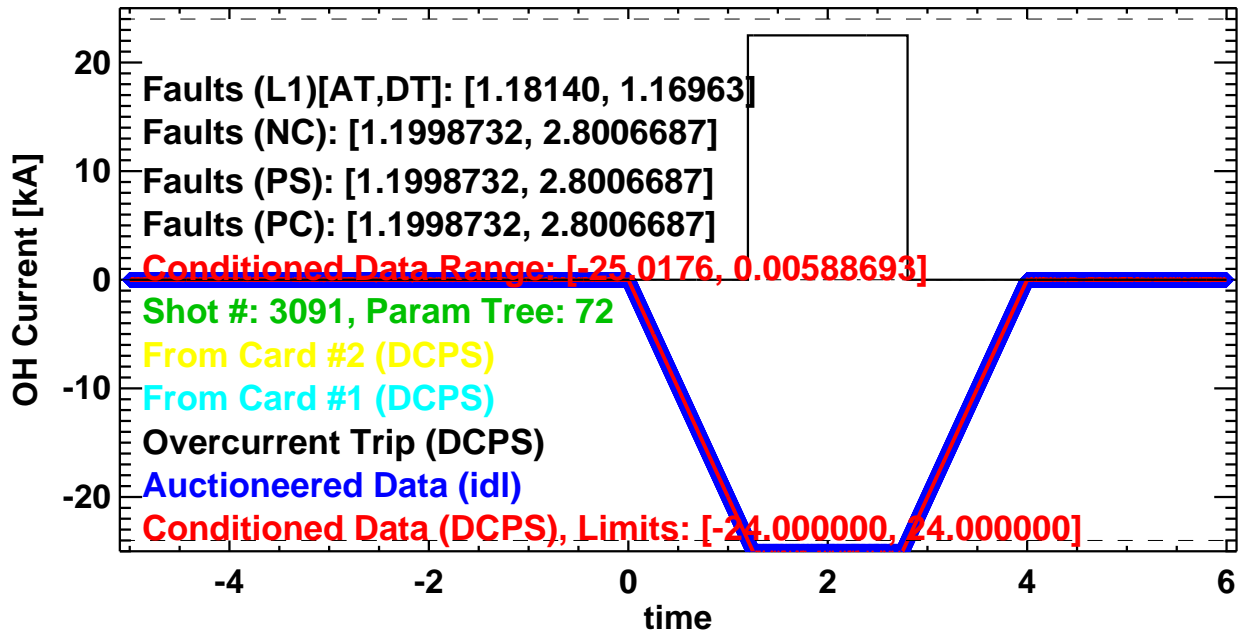 20
Faults (L1)[AT,DT]: [1.18140, 1.16963]
Faults (NC): [1.1998732, 2.8006687]
10
Faults (PS): [1.1998732, 2.8006687]
Faults (PC): [1.1998732, 2.8006687]
Conditioned Data Range: [-25.0176, 0.00588693]
0
Shot #: 3091, Param Tree: 72
From Card #2 (DCPS)
-10
From Card #1 (DCPS)
Overcurrent Trip (DCPS)
-20
Auctioneered Data (idl)
Conditioned Data (DCPS), Limits: [-24.000000, 24.000000]
OH Current [kA]
-4 -2 0 2 4 6
time